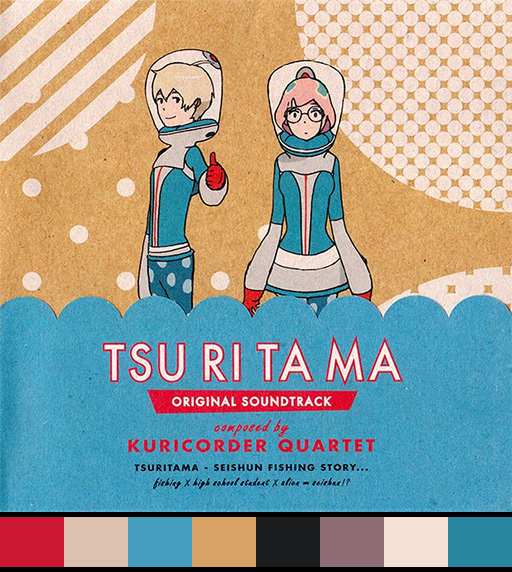 TSU RI TA MA
ORIGINAL SOUNDTRACK
composed by
KURICORDER QUARTET
TSURITAMA - SEISHUN FISHING STORY...
fishing X high school student X alien = seishun!?